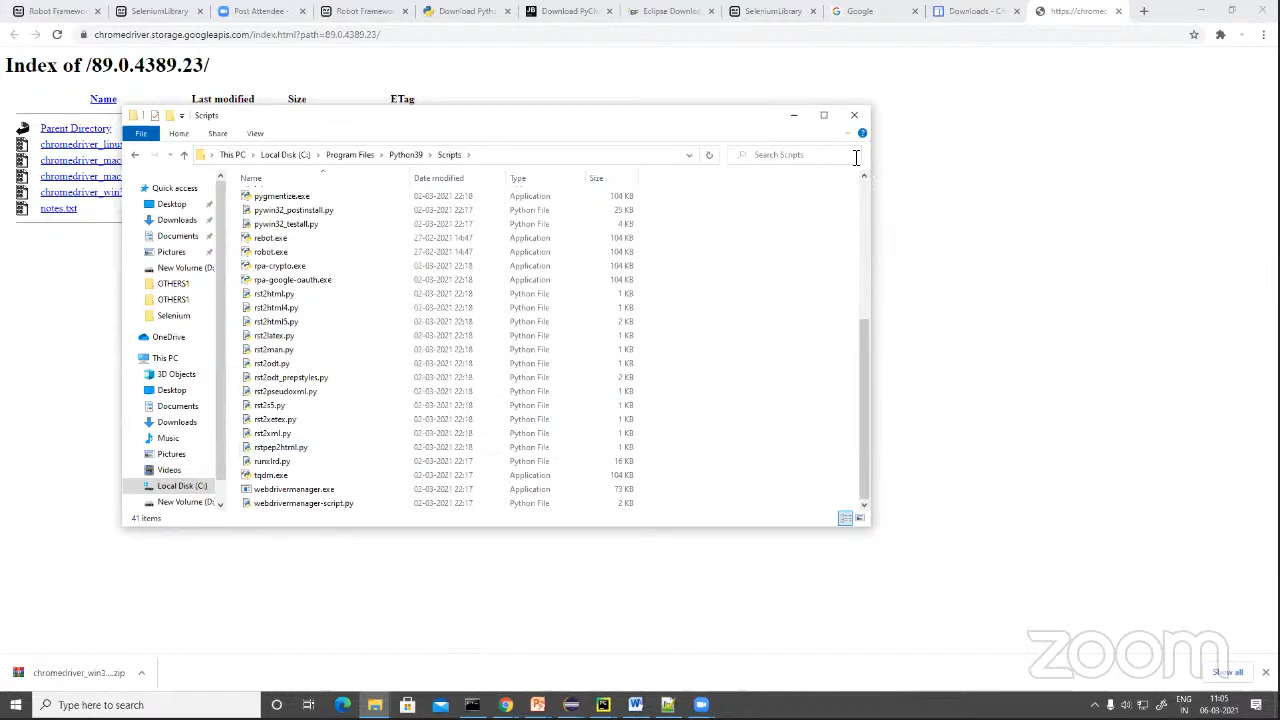 Robot Framewo
SeleniumLibrary
Post Attendee -
Robot Framewo
Download Pyth
Download PyCh
Eclipse Downlo
SeleniumLibrary
Google
Downloads - C
https://chromec
chromedriver.storage.googleapis.com/index.html?path=89.0.4389.23/
Index of /89.0.4389.23/
Name Last modified Size ETag
Parent Directory
chromedriver_linu
chromedriver_mac
chromedriver_mac
chromedriver_win3
notes.txt
Scripts
File Home Share View
This PC > Local Disk (C:) > Program Files > Python39 > Scripts >
Search Scripts
Quick access
Desktop
Downloads
Documents
Pictures
New Volume (D:
OTHERS1
OTHERS1
Selenium
OneDrive
This PC
3D Objects
Desktop
Documents
Downloads
Music
Pictures
Videos
Local Disk (C:)
New Volume (D:
Name Date modified Type Size
pygmentize.exe 02-03-2021 22:18 Application 104 KB
pywin32_postinstall.py 02-03-2021 22:17 Python File 25 KB
pywin32_testall.py 02-03-2021 22:17 Python File 4 KB
rebot.exe 27-02-2021 14:47 Application 104 KB
robot.exe 27-02-2021 14:47 Application 104 KB
rpa-crypto.exe 02-03-2021 22:18 Application 104 KB
rpa-google-oauth.exe 02-03-2021 22:18 Application 104 KB
rst2html.py 02-03-2021 22:18 Python File 1 KB
rst2html4.py 02-03-2021 22:18 Python File 1 KB
rst2html5.py 02-03-2021 22:18 Python File 2 KB
rst2latex.py 02-03-2021 22:18 Python File 1 KB
rst2man.py 02-03-2021 22:18 Python File 1 KB
rst2odt.py 02-03-2021 22:18 Python File 1 KB
rst2odt_prepstyles.py 02-03-2021 22:18 Python File 2 KB
rst2pseudoxml.py 02-03-2021 22:18 Python File 1 KB
rst2s5.py 02-03-2021 22:18 Python File 1 KB
rst2xetex.py 02-03-2021 22:18 Python File 1 KB
rst2xml.py 02-03-2021 22:18 Python File 1 KB
rstpep2html.py 02-03-2021 22:18 Python File 1 KB
runxlrd.py 02-03-2021 22:17 Python File 16 KB
tqdm.exe 02-03-2021 22:17 Application 104 KB
webdrivermanager.exe 02-03-2021 22:17 Application 73 KB
webdrivermanager-script.py 02-03-2021 22:17 Python File 2 KB
41 items
zoom
chromedriver_win3....zip
Show all
Type here to search
ENG
IN
11:05
06-03-2021